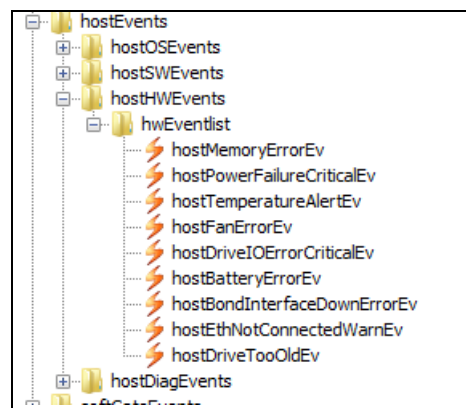 hostEvents
hostOSEvents
hostSWEvents
hostHWEvents
hwEventlist
hostMemoryErrorEv
hostPowerFailureCriticalEv
hostTemperatureAlertEv
hostFanErrorEv
hostDriveIOErrorCriticalEv
hostBatteryErrorEv
hostBondInterfaceDownErrorEv
hostEthNotConnectedWarnEv
hostDriveTooOldEv
hostDiagEvents